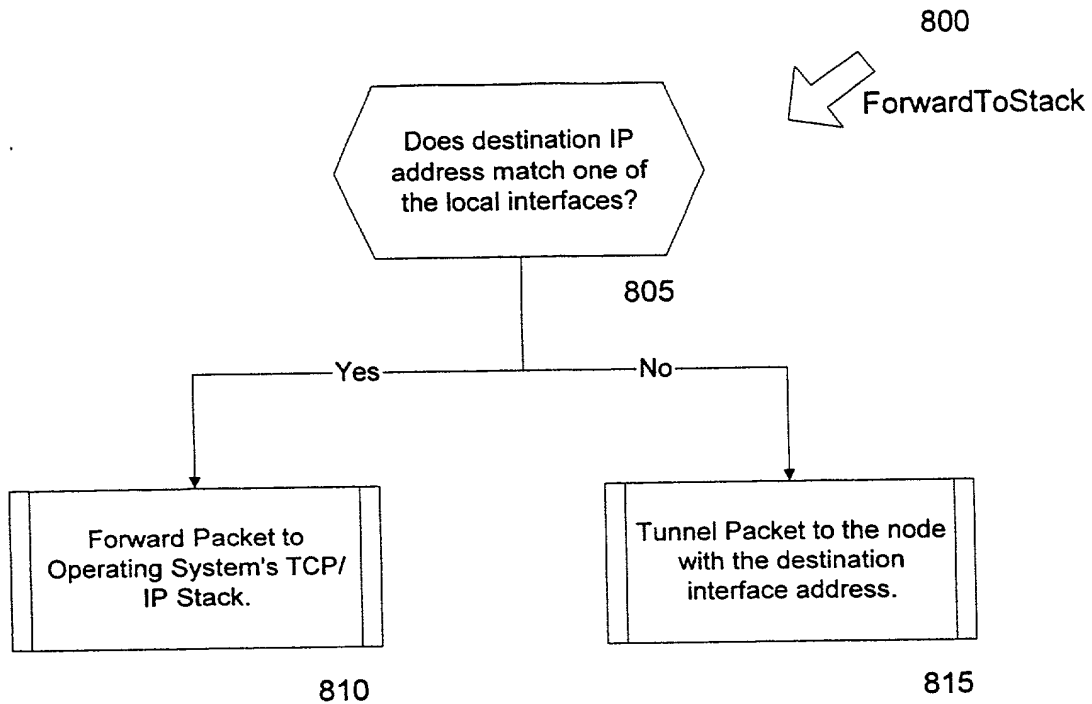 800
ForwardToStack
Does destination IP
address match one of
the local interfaces?
805
Yes
No
Forward Packet to
Operating System's TCP/
IP Stack.
810
Tunnel Packet to the node
with the destination
interface address.
815